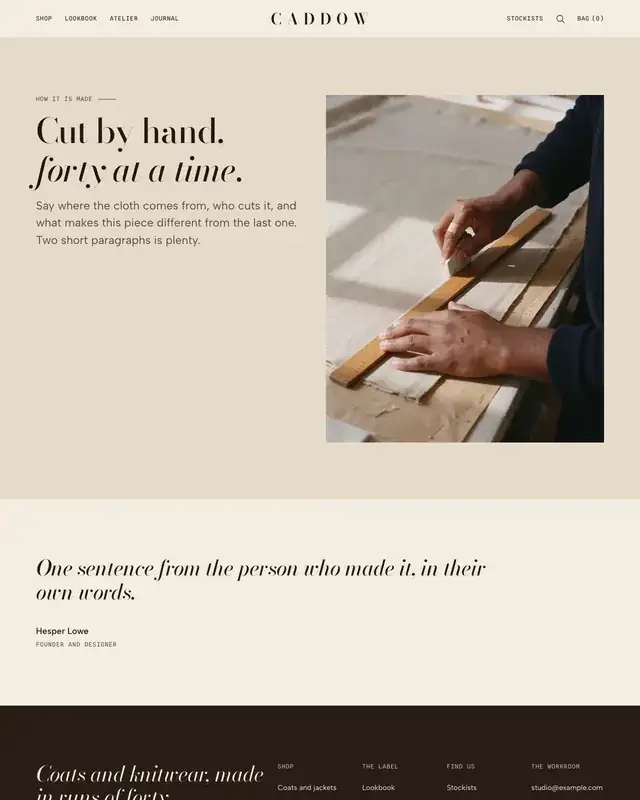 SHOP LOOKBOOK ATELIER JOURNAL
CADDOW
STOCKISTS BAG (0)
HOW IT IS MADE
Cut by hand.
forty at a time.
Say where the cloth comes from, who cuts it, and
what makes this piece different from the last one.
Two short paragraphs is plenty.
One sentence from the person who made it, in their
own words.
Hesper Lowe
FOUNDER AND DESIGNER
Coats and knitwear, made
in runs of forty
SHOP
Coats and jackets
THE LABEL
Lookbook
FIND US
Stockists
THE WORKROOM
studio@example.com